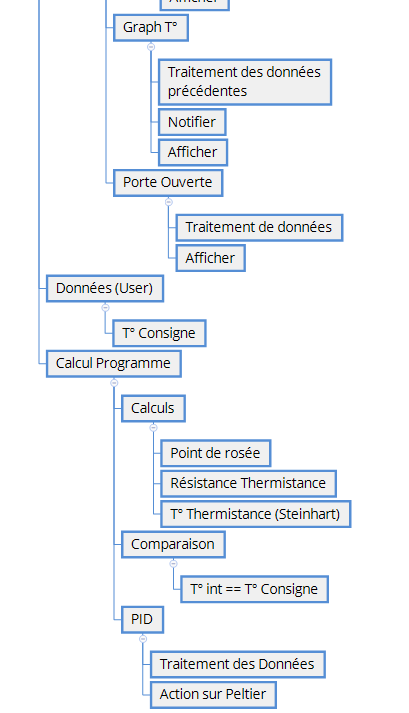 Afficher
Graph T°
Traitement des données
précédentes
Notifier
Afficher
Porte Ouverte
Traitement de données
Afficher
Données (User)
T° Consigne
Calcul Programme
Calculs
Point de rosée
Résistance Thermistance
T° Thermistance (Steinhart)
Comparaison
T° int == T° Consigne
PID
Traitement des Données
Action sur Peltier